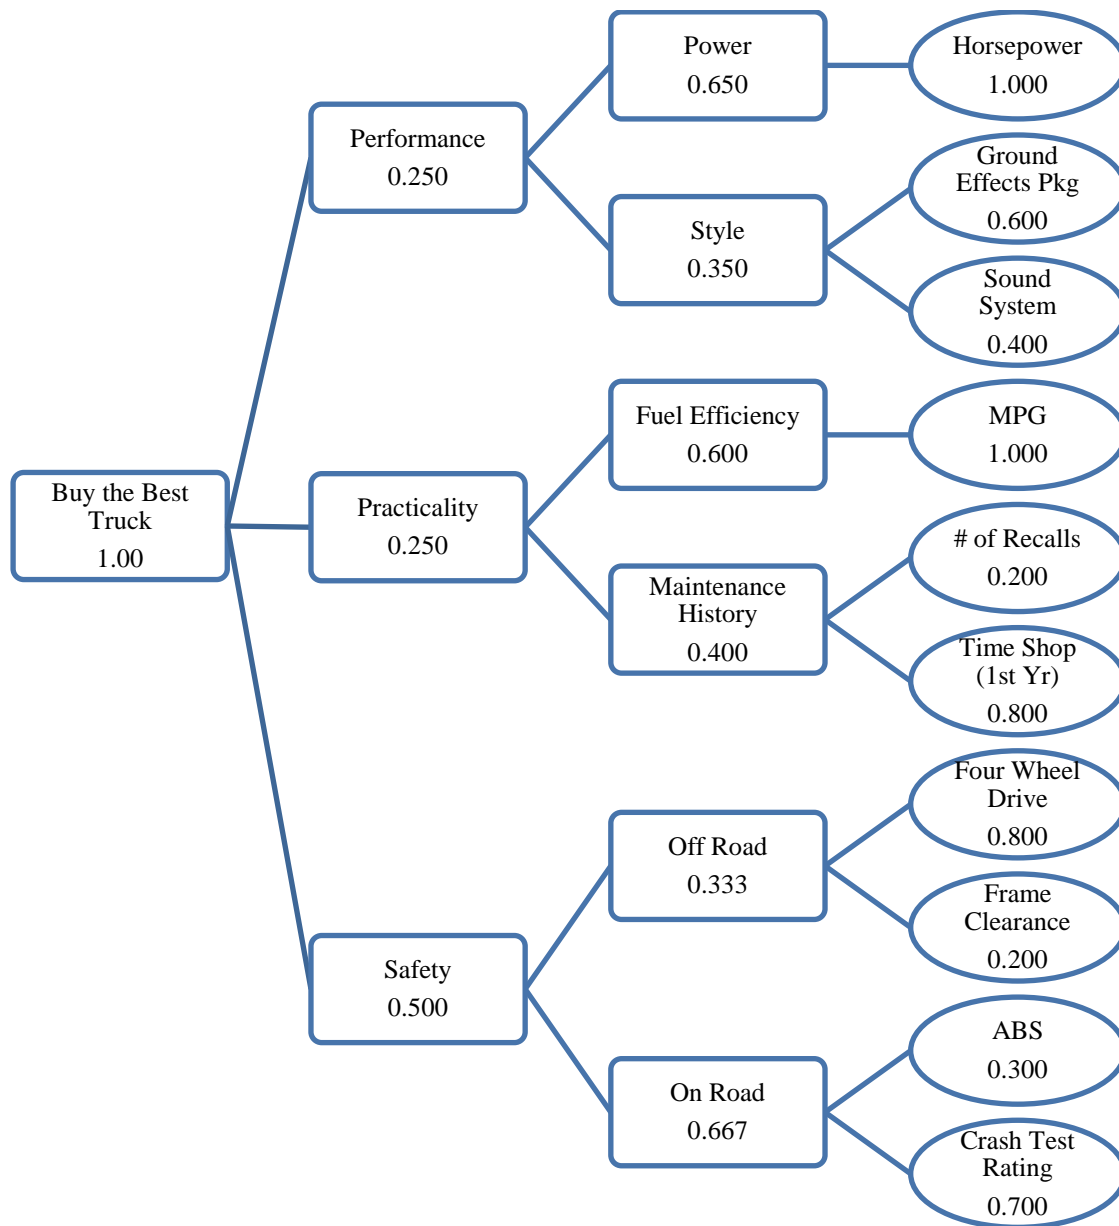 Buy the Best
Truck
1.00
Performance
0.250
Power
0.650
Horsepower
1.000
Style
0.350
Ground
Effects Pkg
0.600
Sound
System
0.400
Practicality
0.250
Fuel Efficiency
0.600
MPG
1.000
Maintenance
History
0.400
# of Recalls
0.200
Time Shop
(1st Yr)
0.800
Safety
0.500
Off Road
0.333
Four Wheel
Drive
0.800
Frame
Clearance
0.200
On Road
0.667
ABS
0.300
Crash Test
Rating
0.700